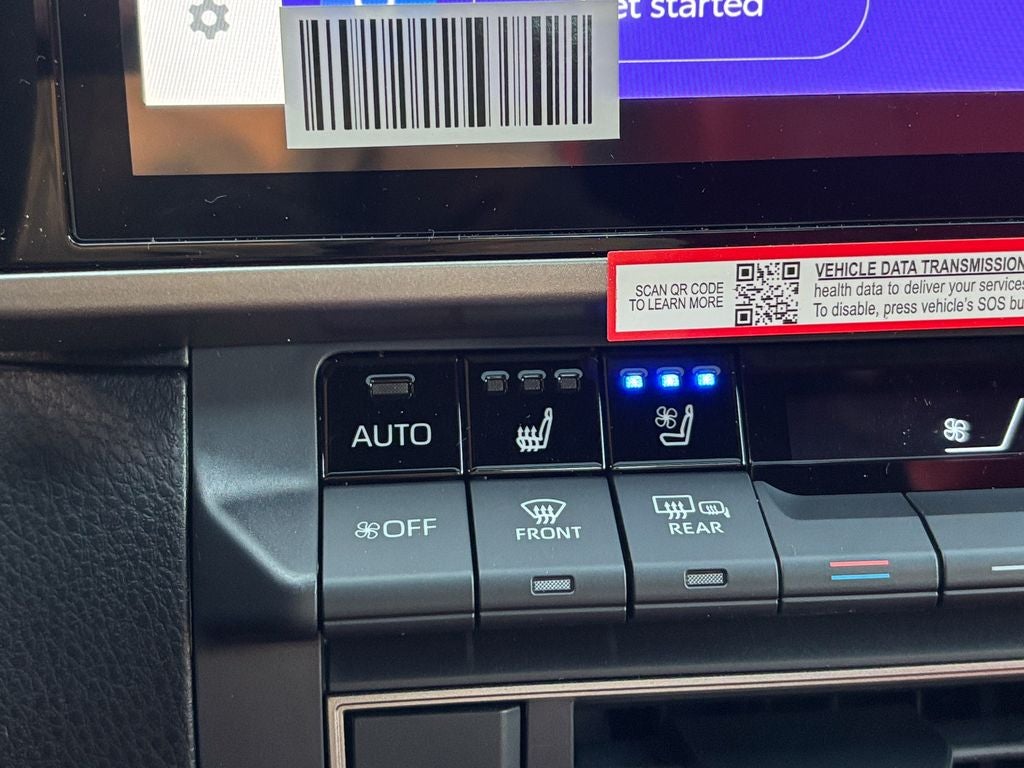 et started
SCAN QR CODE
TO LEARN MORE
VEHICLE DATA TRANSMISSION
health data to deliver your services
To disable, press vehicle's SOS bu
AUTO
OFF
FRONT
REAR